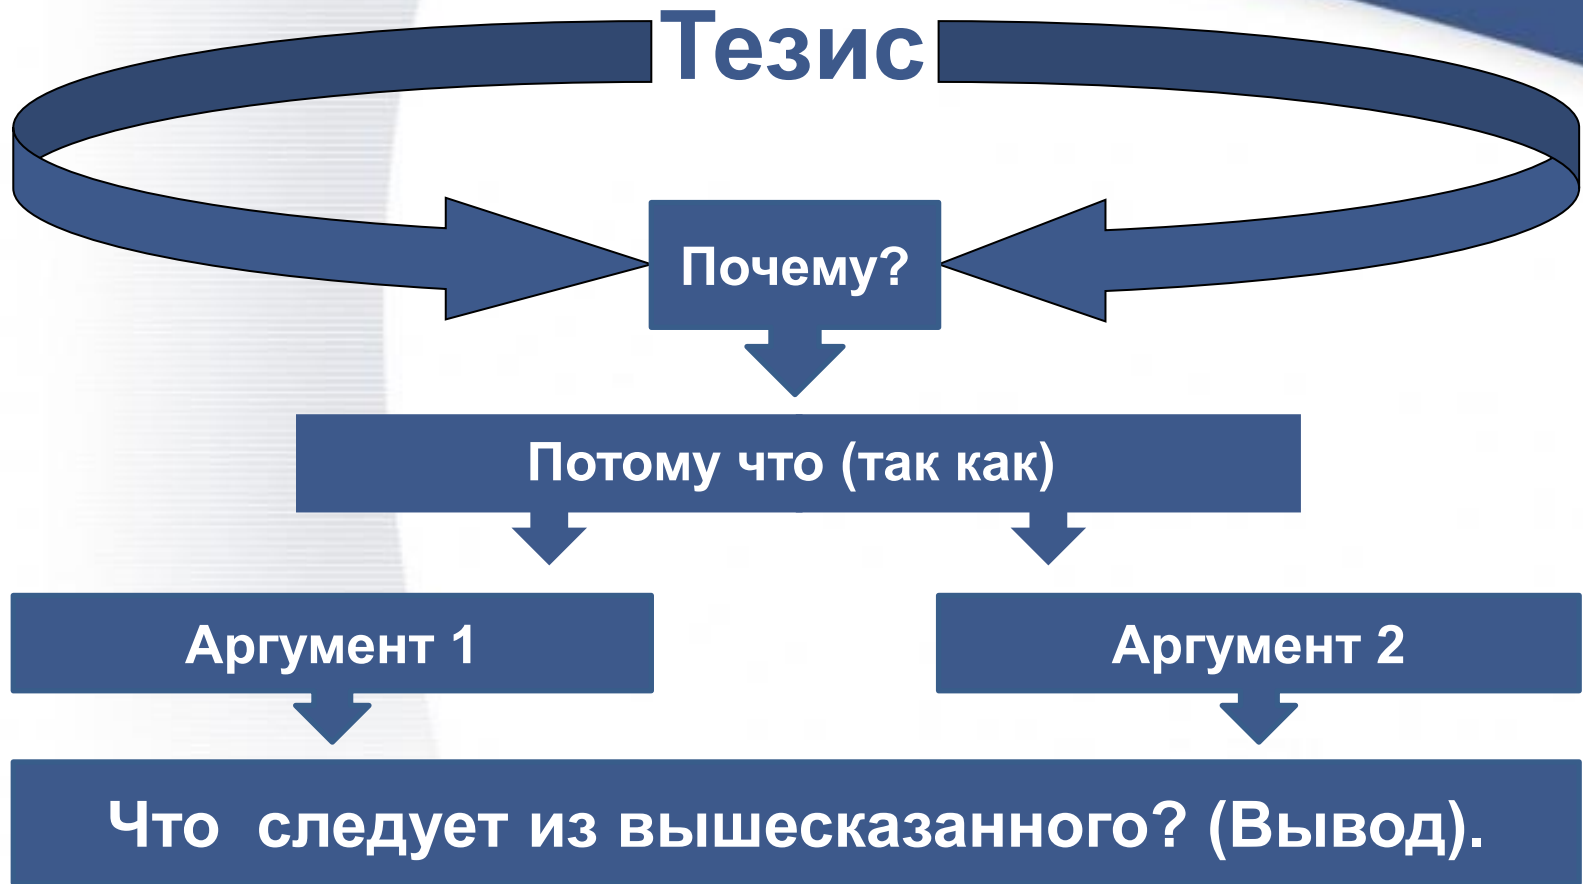 Тезис
Почему?
Потому что (так как)
Аргумент 1
Аргумент 2
Что следует из вышесказанного? (Вывод).